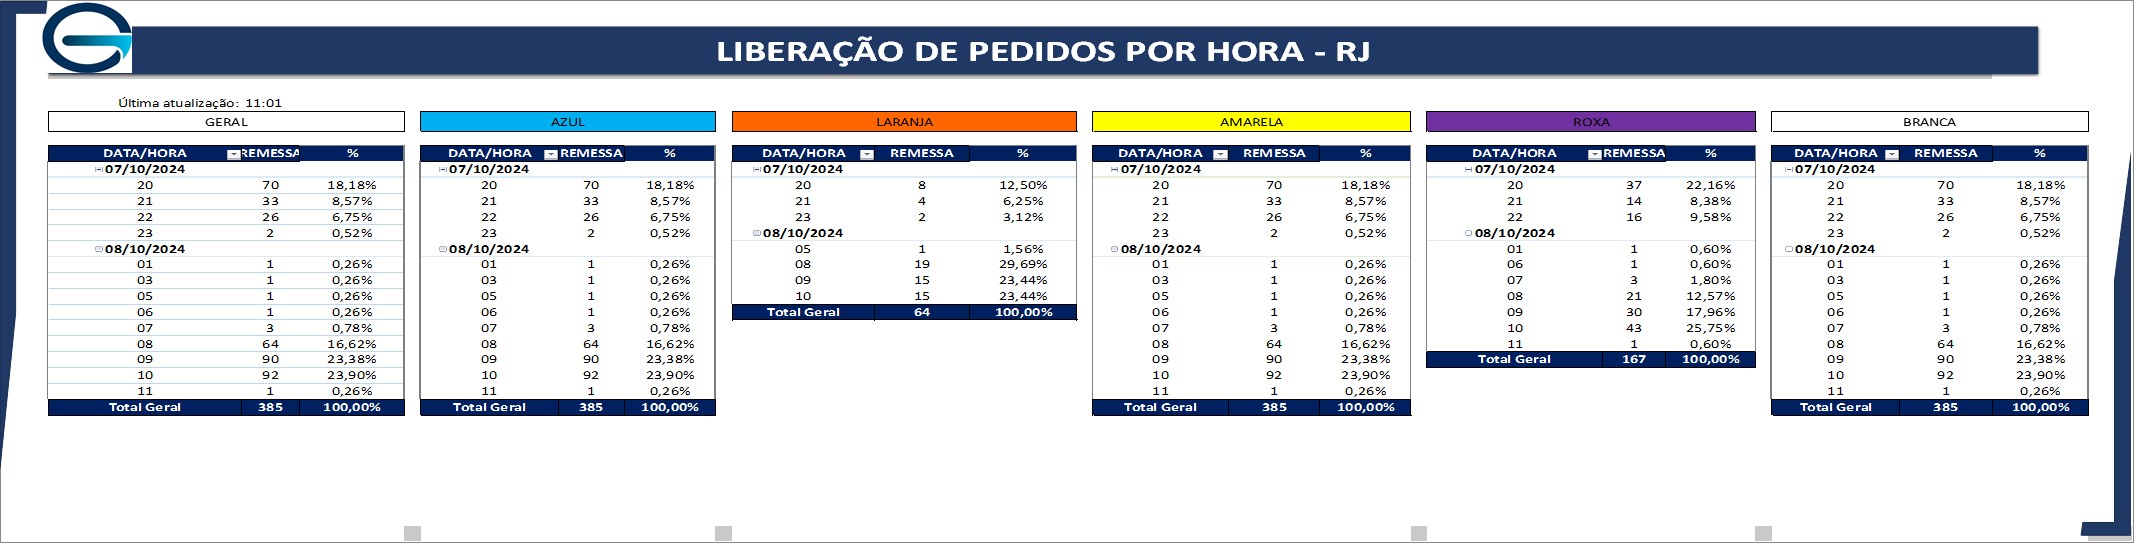 LIBERAÇÃO DE PEDIDOS POR HORA - RJ
Última atualização: 11:01
GERAL
DATA/HORA REMESSA %
07/10/2024
20 70 18,18%
21 33 8,57%
22 26 6,75%
23 2 0,52%
08/10/2024
01 1 0,26%
03 1 0,26%
05 1 0,26%
06 1 0,26%
07 3 0,78%
08 64 16,62%
09 90 23,38%
10 92 23,90%
11 1 0,26%
Total Geral 385 100,00%
AZUL
DATA/HORA REMESSA %
07/10/2024
20 70 18,18%
21 33 8,57%
22 26 6,75%
23 2 0,52%
08/10/2024
01 1 0,26%
03 1 0,26%
05 1 0,26%
06 1 0,26%
07 3 0,78%
08 64 16,62%
09 90 23,38%
10 92 23,90%
11 1 0,26%
Total Geral 385 100,00%
LARANJA
DATA/HORA REMESSA %
07/10/2024
20 8 12,50%
21 4 6,25%
23 2 3,12%
08/10/2024
05 1 1,56%
08 19 29,69%
09 15 23,44%
10 15 23,44%
Total Geral 64 100,00%
AMARELA
DATA/HORA REMESSA %
07/10/2024
20 70 18,18%
21 33 8,57%
22 26 6,75%
23 2 0,52%
08/10/2024
01 1 0,26%
03 1 0,26%
05 1 0,26%
06 1 0,26%
07 3 0,78%
08 64 16,62%
09 90 23,38%
10 92 23,90%
11 1 0,26%
Total Geral 385 100,00%
ROXA
DATA/HORA REMESSA %
07/10/2024
20 37 22,16%
21 14 8,38%
22 16 9,58%
08/10/2024
01 1 0,60%
06 1 0,60%
07 3 1,80%
08 21 12,57%
09 30 17,96%
10 43 25,75%
11 1 0,60%
Total Geral 167 100,00%
BRANCA
DATA/HORA REMESSA %
07/10/2024
20 70 18,18%
21 33 8,57%
22 26 6,75%
23 2 0,52%
08/10/2024
01 1 0,26%
03 1 0,26%
05 1 0,26%
06 1 0,26%
07 3 0,78%
08 64 16,62%
09 90 23,38%
10 92 23,90%
11 1 0,26%
Total Geral 385 100,00%